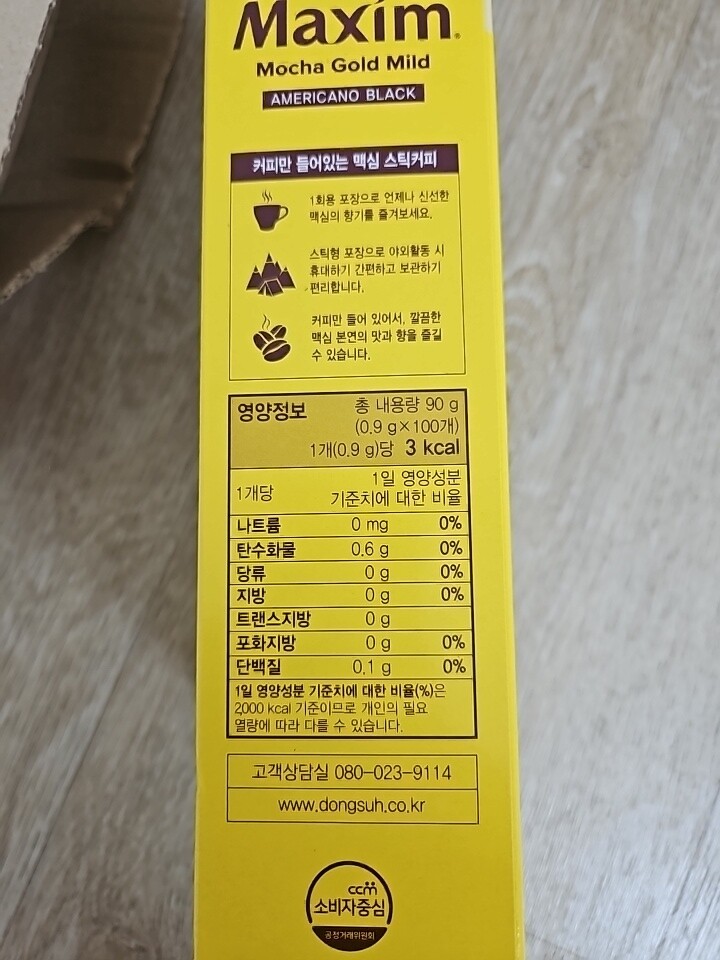 Maxim®
Mocha Gold Mild
AMERICANO BLACK
커피만 들어있는 맥심 스틱커피
1회용 포장으로 언제나 신선한
맥심의 향기를 즐겨보세요.
스틱형 포장으로 야외활동 시
휴대하기 간편하고 보관하기
편리합니다.
커피만 들어 있어서, 깔끔한
맥심 본연의 맛과 향을 즐길
수 있습니다.
영양정보 총 내용량 90 g
(0.9 g×100개)
1개(0.9 g)당 3 kcal
1개당 1일 영양성분
기준치에 대한 비율
나트륨 0 mg 0%
탄수화물 0.6 g 0%
당류 0 g 0%
지방 0 g 0%
트랜스지방 0 g
포화지방 0 g 0%
단백질 0.1 g 0%
1일 영양성분 기준치에 대한 비율(%)은
2,000 kcal 기준이므로 개인의 필요
열량에 따라 다를 수 있습니다.
고객상담실 080-023-9114
www.dongsuh.co.kr
ccm
소비자중심
공정거래위원회